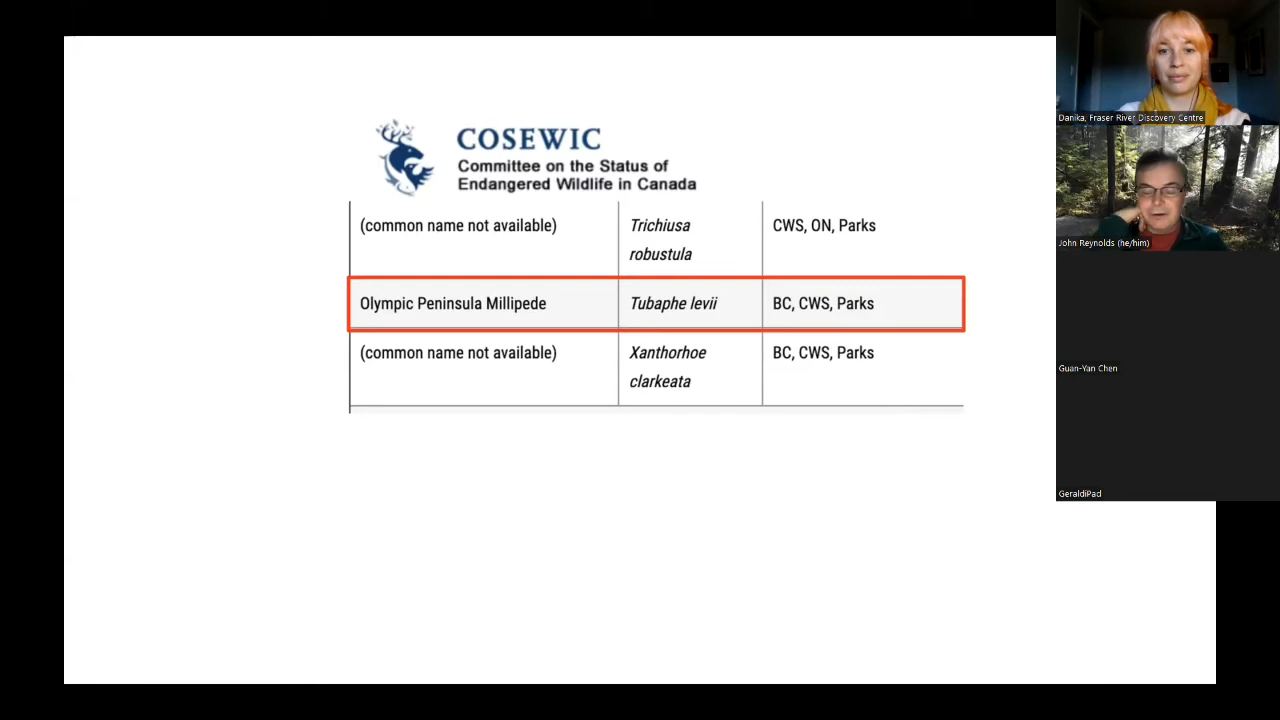 COSEWIC
Committee on the Status of
Endangered Wildlife in Canada
(common name not available) Trichiusa robustula CWS, ON, Parks
Olympic Peninsula Millipede Tubaphe levii BC, CWS, Parks
(common name not available) Xanthorhoe clarkeata BC, CWS, Parks
Danika, Fraser River Discovery Centre
John Reynolds (he/him)
Guan-Yan Chen
GeraldiPad